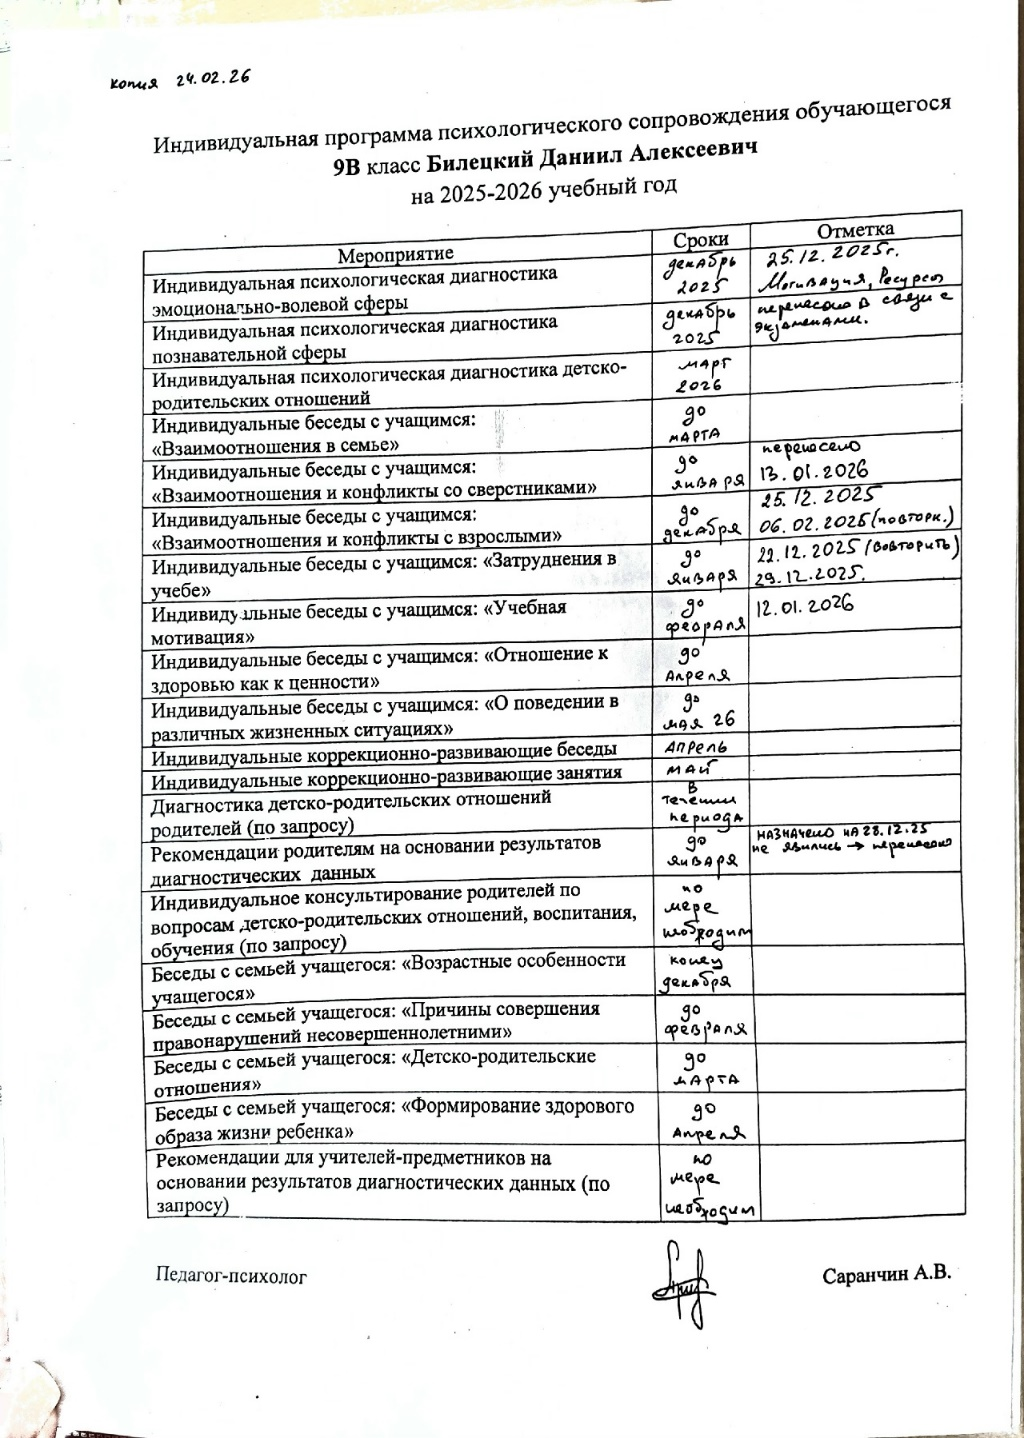 копия 24.02.26
Индивидуальная программа психологического сопровождения обучающегося
9В класс Билецкий Даниил Алексеевич
на 2025-2026 учебный год
Мероприятие Сроки Отметка
Индивидуальная психологическая диагностика
эмоционально-волевой сферы
декабрь
2025
25.12.2025г.
Мотивация, Ресурсы
Индивидуальная психологическая диагностика
познавательной сферы
декабрь
2025
перенесено в связи с
экзаменами.
Индивидуальная психологическая диагностика детско-
родительских отношений
март
2026
Индивидуальные беседы с учащимся:
«Взаимоотношения в семье»
до
марта
Индивидуальные беседы с учащимся:
«Взаимоотношения и конфликты со сверстниками»
до
января
перенесено
13.01.2026
Индивидуальные беседы с учащимся:
«Взаимоотношения и конфликты с взрослыми»
до
декабря
25.12.2025
06.02.2025 (повторн.)
Индивидуальные беседы с учащимся: «Затруднения в
учебе»
до
января
22.12.2025 (повторить)
29.12.2025.
Индивидуальные беседы с учащимся: «Учебная
мотивация»
до
февраля
12.01.2026
Индивидуальные беседы с учащимся: «Отношение к
здоровью как к ценности»
до
Апреля
Индивидуальные беседы с учащимся: «О поведении в
различных жизненных ситуациях»
до
мая 26
Индивидуальные коррекционно-развивающие беседы
Апрель
Индивидуальные коррекционно-развивающие занятия
май
Диагностика детско-родительских отношений
родителей (по запросу)
в
течении
периода
Рекомендации родителям на основании результатов
диагностических данных
до
января
назначено на 28.12.25
не явились → перенесено
Индивидуальное консультирование родителей по
вопросам детско-родительских отношений, воспитания,
обучения (по запросу)
по
мере
необходим
Беседы с семьей учащегося: «Возрастные особенности
учащегося»
конец
декабря
Беседы с семьей учащегося: «Причины совершения
правонарушений несовершеннолетними»
до
февраля
Беседы с семьей учащегося: «Детско-родительские
отношения»
до
марта
Беседы с семьей учащегося: «Формирование здорового
образа жизни ребенка»
до
Апреля
Рекомендации для учителей-предметников на
основании результатов диагностических данных (по
запросу)
по
мере
необходим
Педагог-психолог Саранчин А.В.